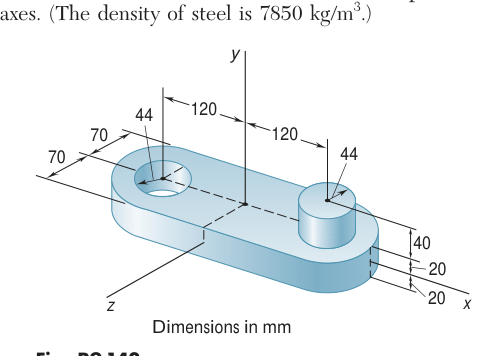 axes. (The density of steel is 7850 kg/m³.)
y
44
120
120
70
70
44
40
20
20
x
z
Dimensions in mm